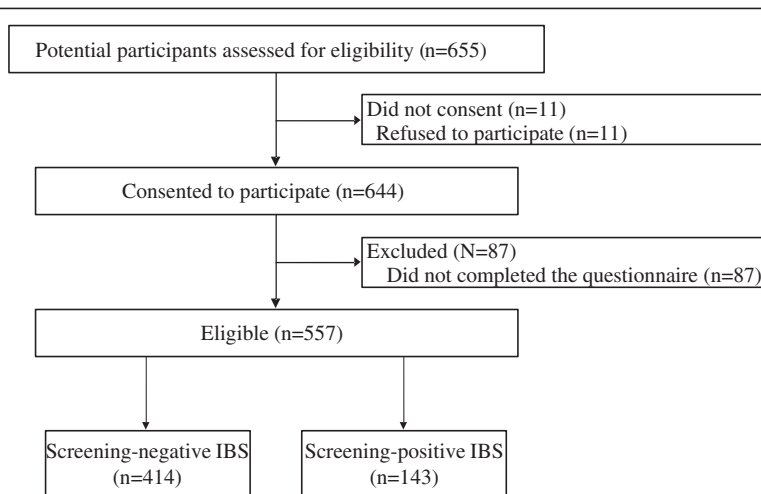 Potential participants assessed for eligibility (n=655)
Did not consent (n=11)
Refused to participate (n=11)
Consented to participate (n=644)
Excluded (N=87)
Did not completed the questionnaire (n=87)
Eligible (n=557)
Screening-negative IBS
(n=414)
Screening-positive IBS
(n=143)